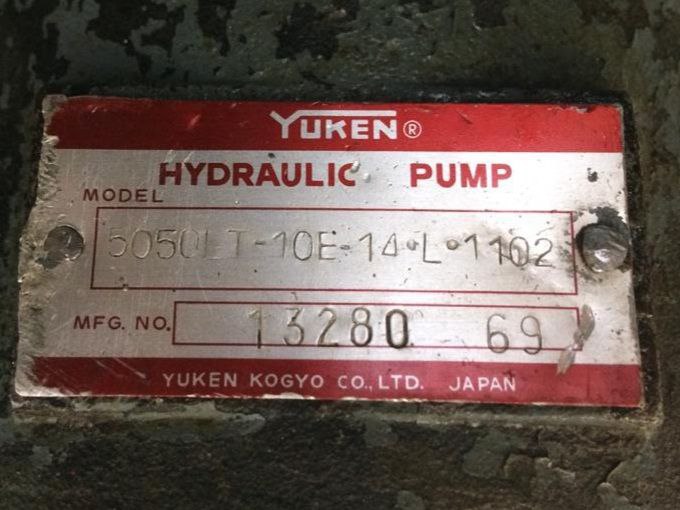 YUKEN®
HYDRAULIC PUMP
MODEL
5050LT-10E-14·L·1102
MFG. NO. 13280 69
YUKEN KOGYO CO., LTD. JAPAN